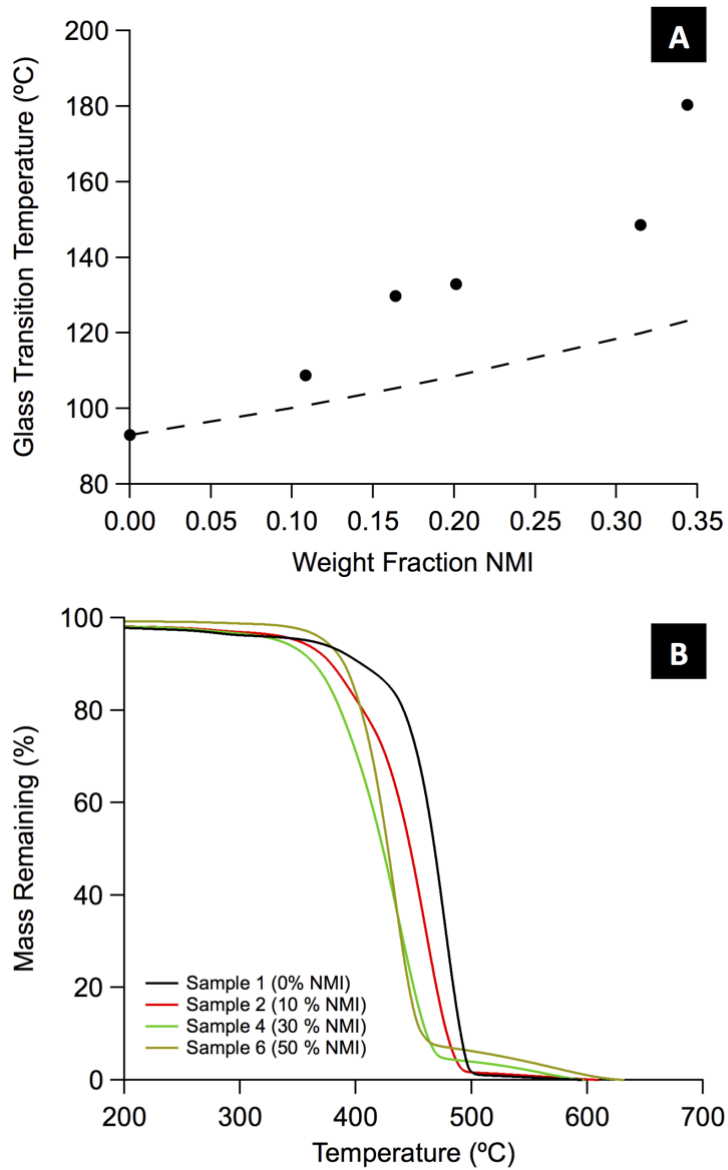 A
Glass Transition Temperature (ºC)
200
180
160
140
120
100
80
0.00 0.05 0.10 0.15 0.20 0.25 0.30 0.35
Weight Fraction NMI
B
Mass Remaining (%)
100
80
60
40
20
0
Sample 1 (0% NMI)
Sample 2 (10 % NMI)
Sample 4 (30 % NMI)
Sample 6 (50 % NMI)
200 300 400 500 600 700
Temperature (ºC)